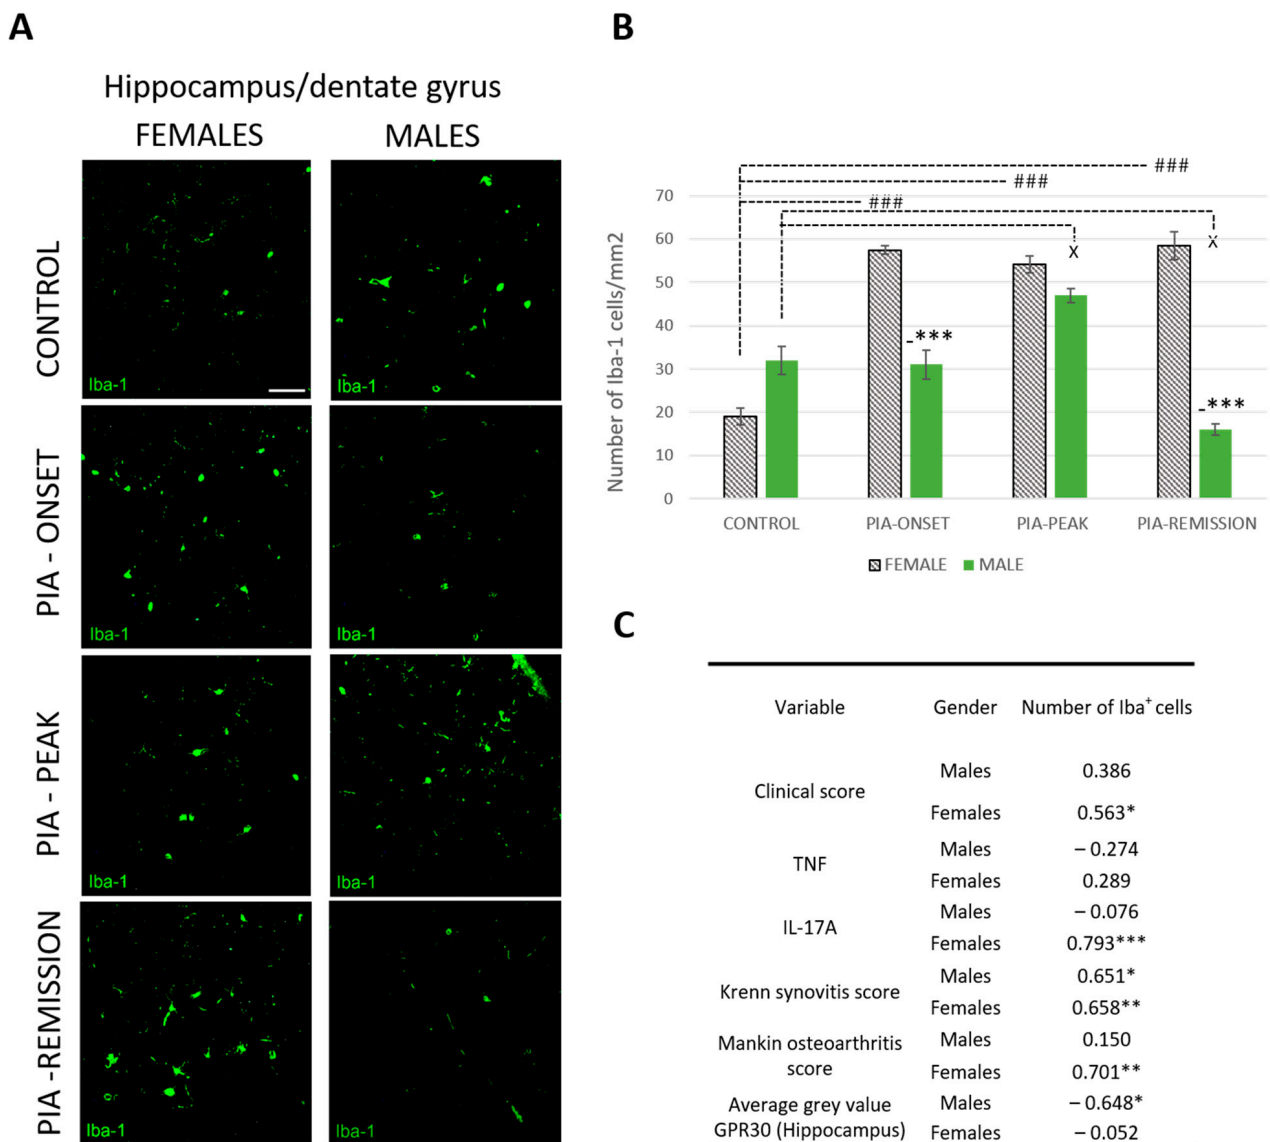 A
Hippocampus/dentate gyrus
FEMALES MALES
CONTROL
Iba-1
Iba-1
PIA - ONSET
Iba-1
Iba-1
PIA - PEAK
Iba-1
Iba-1
PIA -REMISSION
Iba-1
Iba-1
B
Number of Iba-1 cells/mm2
70
60
50
40
30
20
10
0
###
###
###
X
X
-***
-***
CONTROL PIA-ONSET PIA-PEAK PIA-REMISSION
FEMALE MALE
C
Variable Gender Number of Iba⁺ cells
Clinical score
Males 0.386
Females 0.563*
TNF
Males – 0.274
Females 0.289
IL-17A
Males – 0.076
Females 0.793***
Krenn synovitis score
Males 0.651*
Females 0.658**
Mankin osteoarthritis
score
Males 0.150
Females 0.701**
Average grey value
GPR30 (Hippocampus)
Males – 0.648*
Females – 0.052